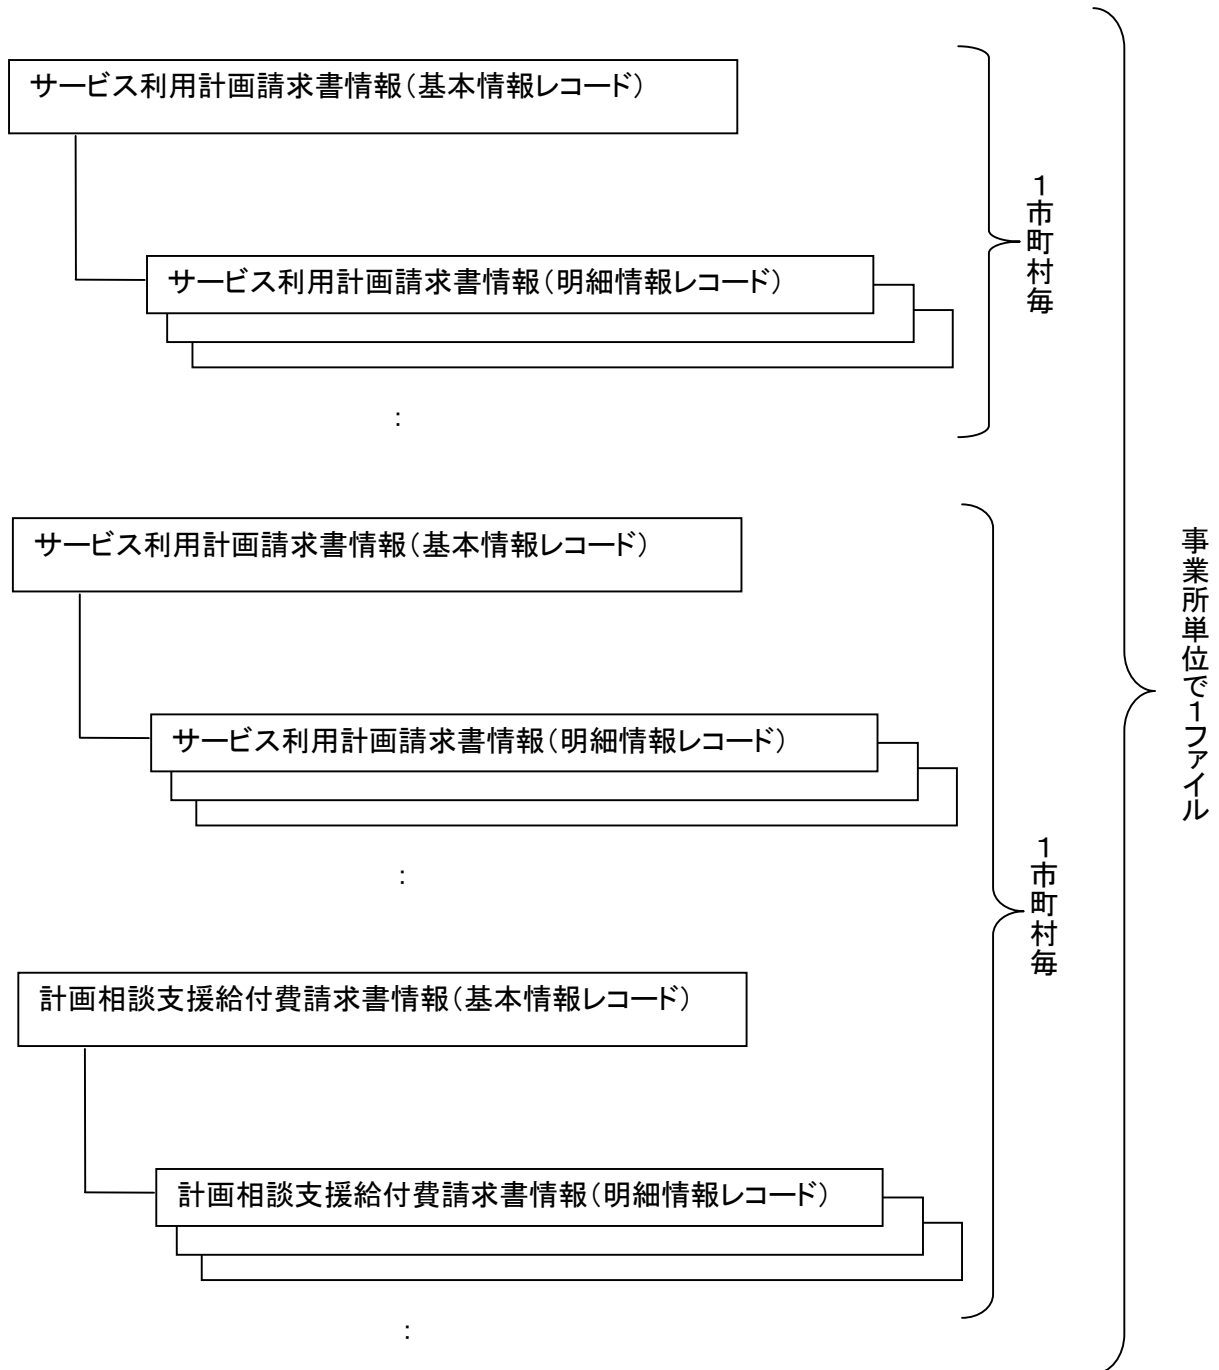 サービス利用計画請求書情報（基本情報レコード）
サービス利用計画請求書情報（明細情報レコード）
：
１市町村毎
サービス利用計画請求書情報（基本情報レコード）
サービス利用計画請求書情報（明細情報レコード）
：
計画相談支援給付費請求書情報（基本情報レコード）
計画相談支援給付費請求書情報（明細情報レコード）
：
１市町村毎
事業所単位で１ファイル